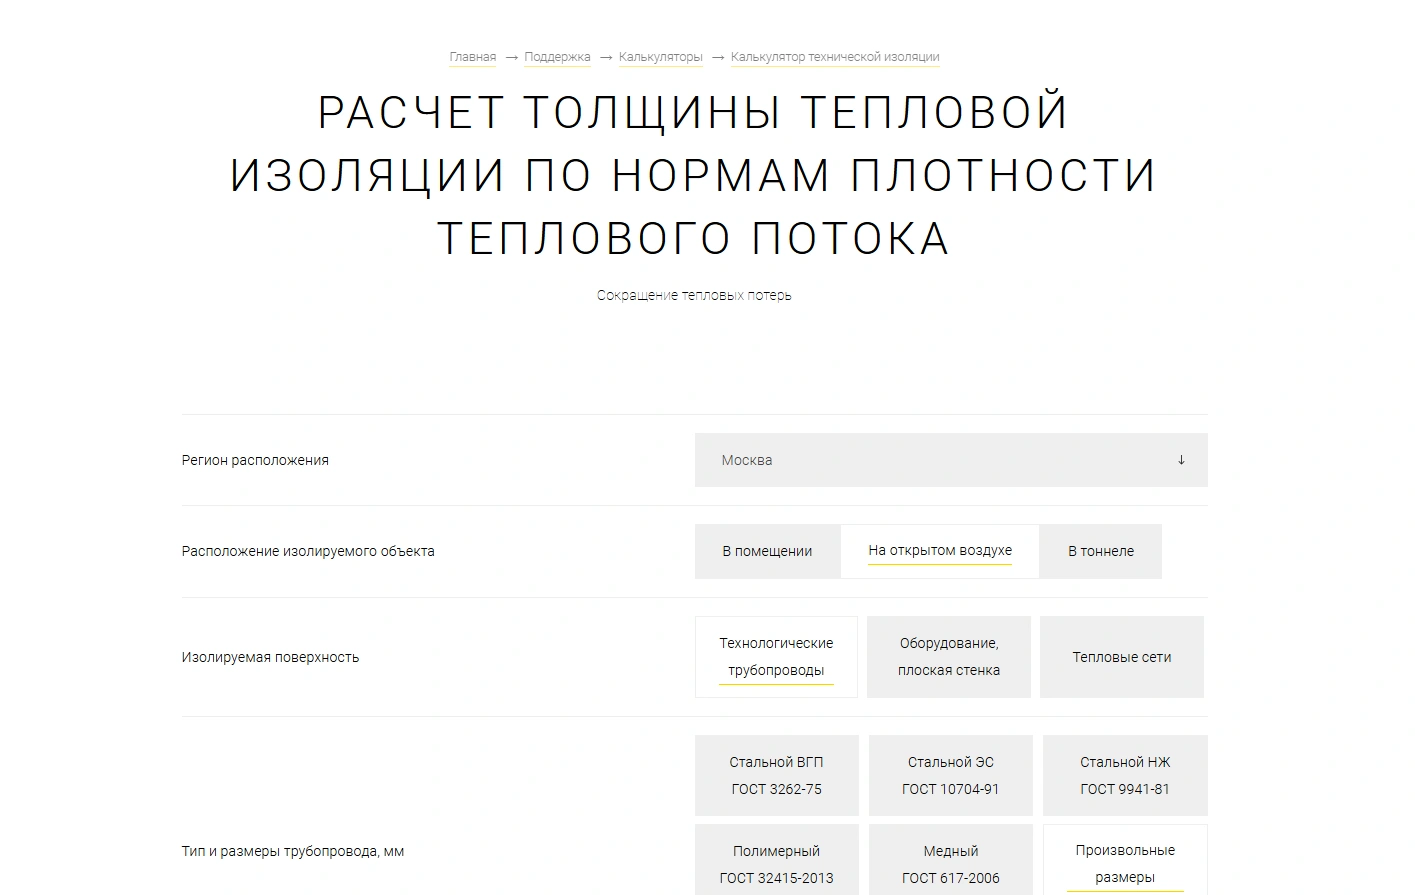 Главная → Поддержка → Калькуляторы → Калькулятор технической изоляции
РАСЧЕТ ТОЛЩИНЫ ТЕПЛОВОЙ
ИЗОЛЯЦИИ ПО НОРМАМ ПЛОТНОСТИ
ТЕПЛОВОГО ПОТОКА
Сокращение тепловых потерь
Регион расположения
Москва ↓
Расположение изолируемого объекта
В помещении
На открытом воздухе
В тоннеле
Изолируемая поверхность
Технологические
трубопроводы
Оборудование,
плоская стенка
Тепловые сети
Тип и размеры трубопровода, мм
Стальной ВГП
ГОСТ 3262-75
Стальной ЭС
ГОСТ 10704-91
Стальной НЖ
ГОСТ 9941-81
Полимерный
ГОСТ 32415-2013
Медный
ГОСТ 617-2006
Произвольные
размеры